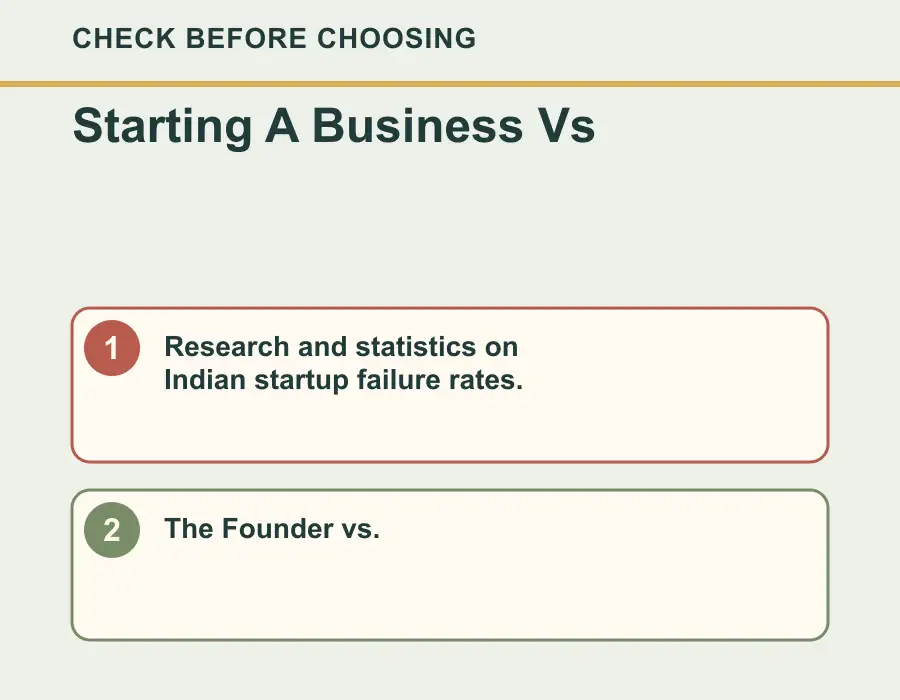 CHECK BEFORE CHOOSING
Starting A Business Vs
1
Research and statistics on
Indian startup failure rates.
2
The Founder vs.